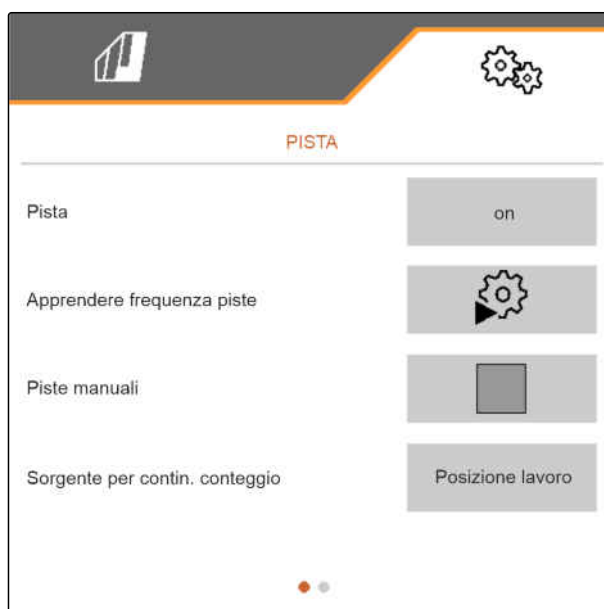 PISTA
Pista
on
Apprendere frequenza piste
Piste manuali
Sorgente per contin. conteggio
Posizione lavoro